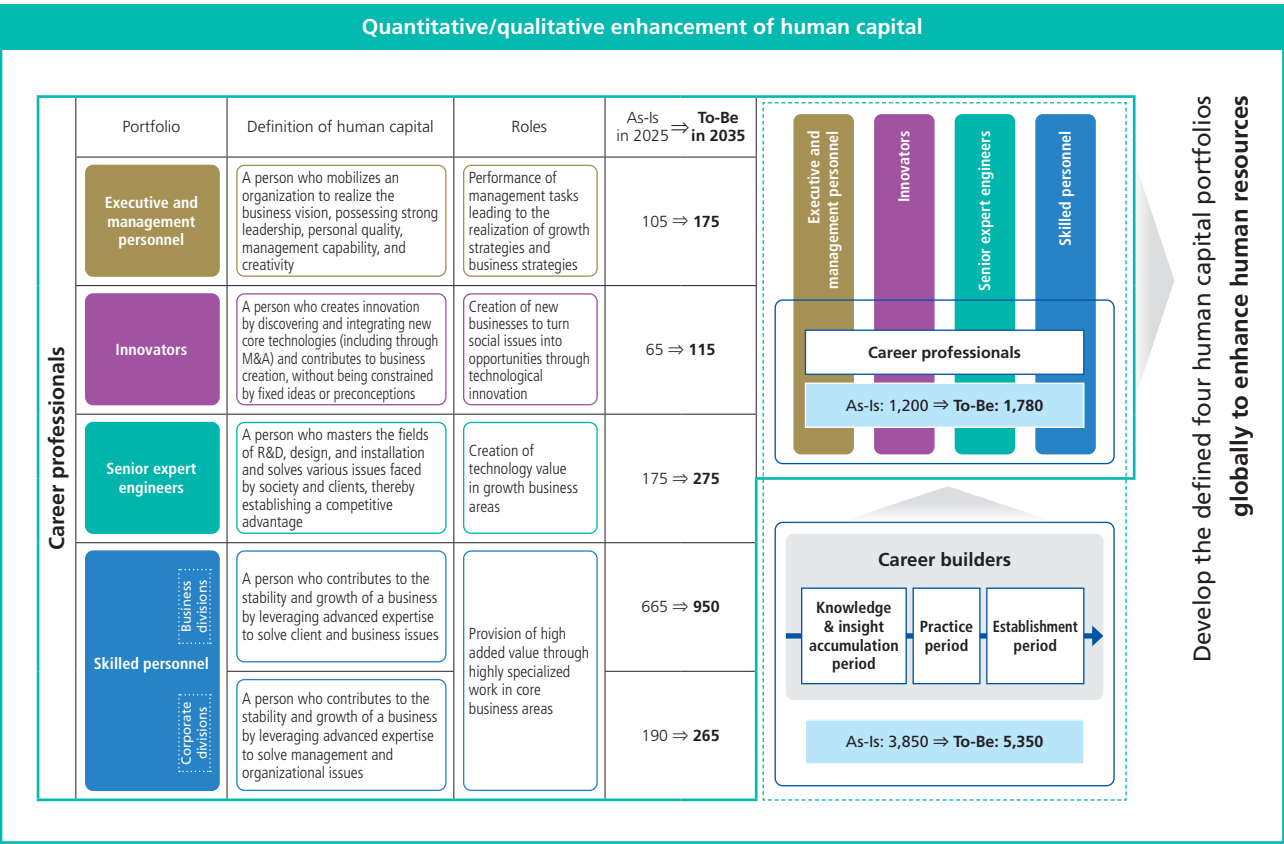 Quantitative/qualitative enhancement of human capital
Career professionals
Portfolio
Definition of human capital
Roles
As-Is
in 2025
⇒
To-Be
in 2035
Executive and
management
personnel
A person who mobilizes an
organization to realize the
business vision, possessing strong
leadership, personal quality,
management capability, and
creativity
Performance of
management tasks
leading to the
realization of growth
strategies and
business strategies
105 ⇒ 175
Innovators
A person who creates innovation
by discovering and integrating new
core technologies (including through
M&A) and contributes to business
creation, without being constrained
by fixed ideas or preconceptions
Creation of new
businesses to turn
social issues into
opportunities through
technological
innovation
65 ⇒ 115
Senior expert
engineers
A person who masters the fields
of R&D, design, and installation
and solves various issues faced
by society and clients, thereby
establishing a competitive
advantage
Creation of
technology value
in growth business
areas
175 ⇒ 275
Skilled personnel
Business
divisions
A person who contributes to the
stability and growth of a business
by leveraging advanced expertise
to solve client and business issues
Provision of high
added value through
highly specialized
work in core
business areas
665 ⇒ 950
Corporate
divisions
A person who contributes to the
stability and growth of a business
by leveraging advanced expertise
to solve management and
organizational issues
190 ⇒ 265
Executive and
management personnel
Innovators
Senior expert engineers
Skilled personnel
Career professionals
As-Is: 1,200 ⇒ To-Be: 1,780
Career builders
Knowledge
& insight
accumulation
period
Practice
period
Establishment
period
As-Is: 3,850 ⇒ To-Be: 5,350
Develop the defined four human capital portfolios
globally to enhance human resources